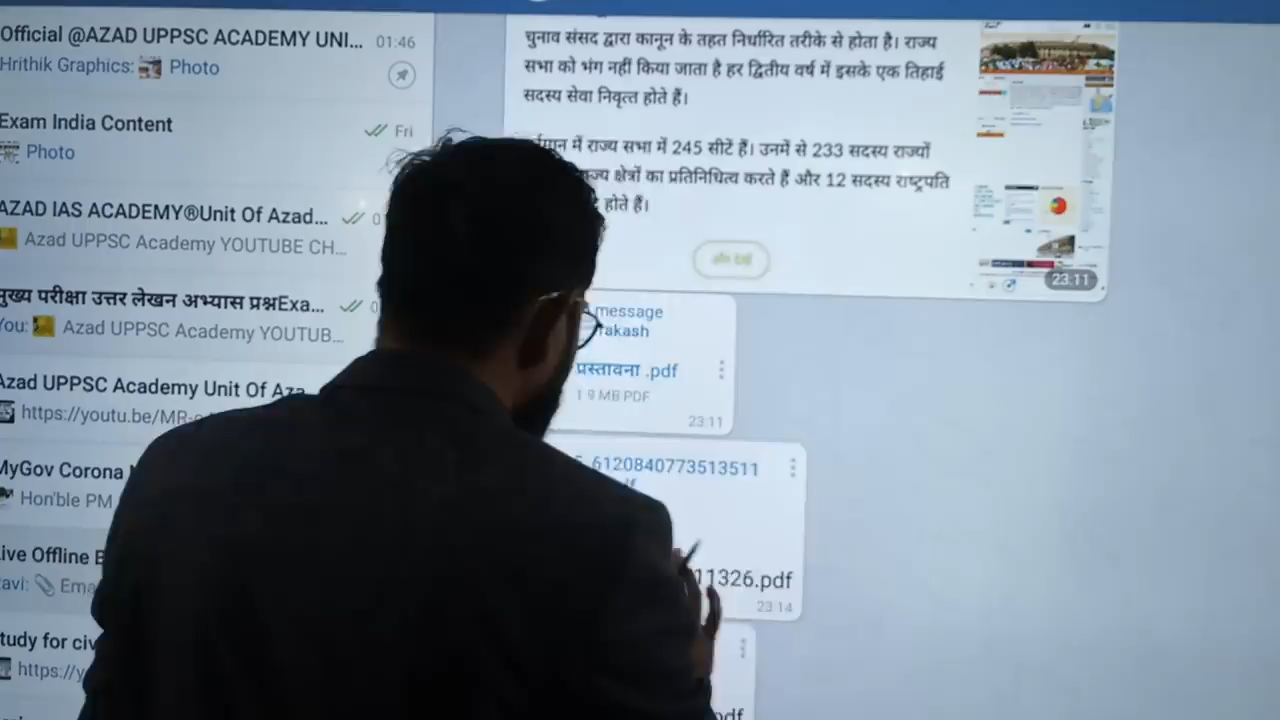 Official @AZAD UPPSC ACADEMY UNI... 01:46
Hrithik Graphics: Photo
Exam India Content Fri
Photo
AZAD IAS ACADEMY®Unit Of Azad...
Azad UPPSC Academy YOUTUBE CH...
मुख्य परीक्षा उत्तर लेखन अभ्यास प्रश्नExa...
You: Azad UPPSC Academy YOUTUB...
Azad UPPSC Academy Unit Of Aza
https://youtu.be/MR-
MyGov Corona
Hon'ble PM
Live Offline
Ravi:
tudy for civ
https://y
चुनाव संसद द्वारा कानून के तहत निर्धारित तरीके से होता है। राज्य
सभा को भंग नहीं किया जाता है हर द्वितीय वर्ष में इसके एक तिहाई
सदस्य सेवा निवृत्त होते हैं।
में राज्य सभा में 245 सीटें हैं। उनमें से 233 सदस्य राज्यों
क्षेत्रों का प्रतिनिधित्व करते हैं और 12 सदस्य राष्ट्रपति
होते हैं।
और देखें
23:11
message
rakash
प्रस्तावना .pdf
1.9 MB PDF
23:11
6120840773513511
11326.pdf
23:14